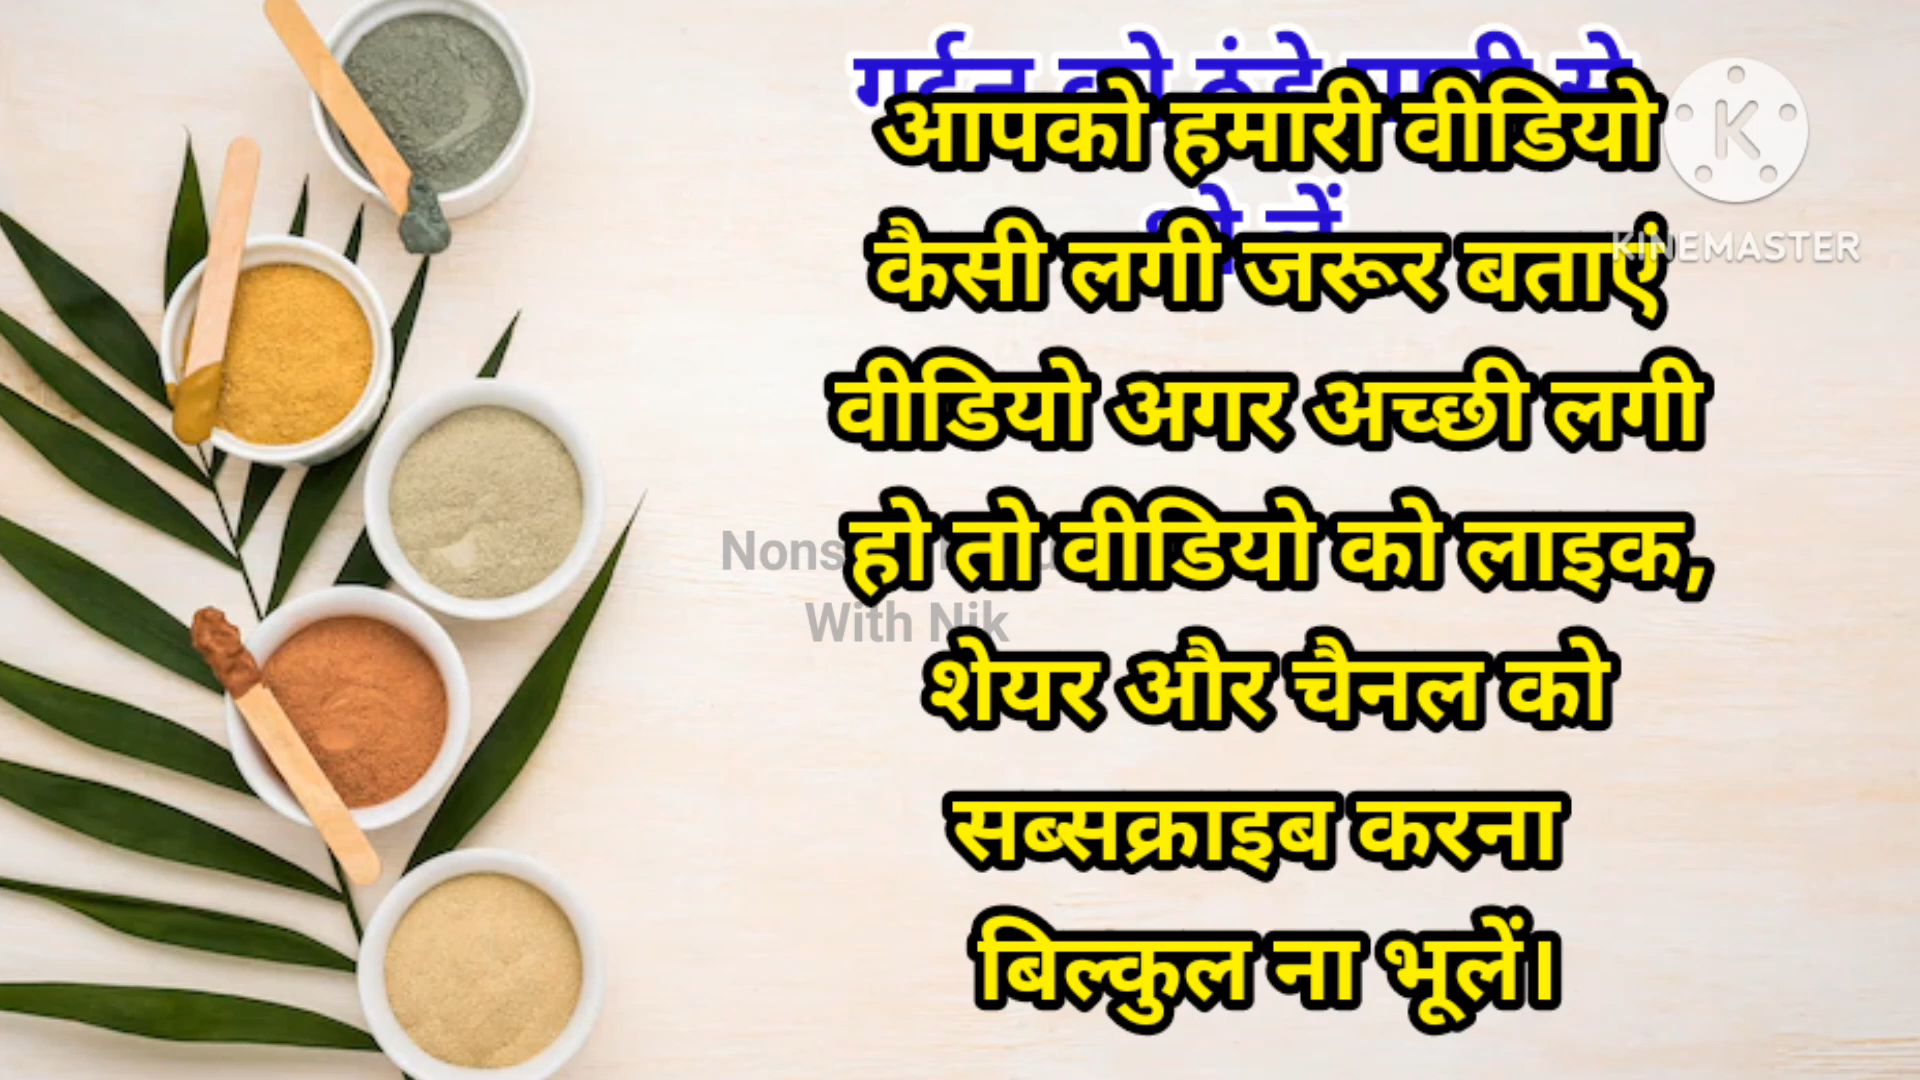 आपको हमारी वीडियो
कैसी लगी जरूर बताएं
वीडियो अगर अच्छी लगी
हो तो वीडियो को लाइक,
शेयर और चैनल को
सब्सक्राइब करना
बिल्कुल ना भूलें।
K
KINEMASTER
With Nik